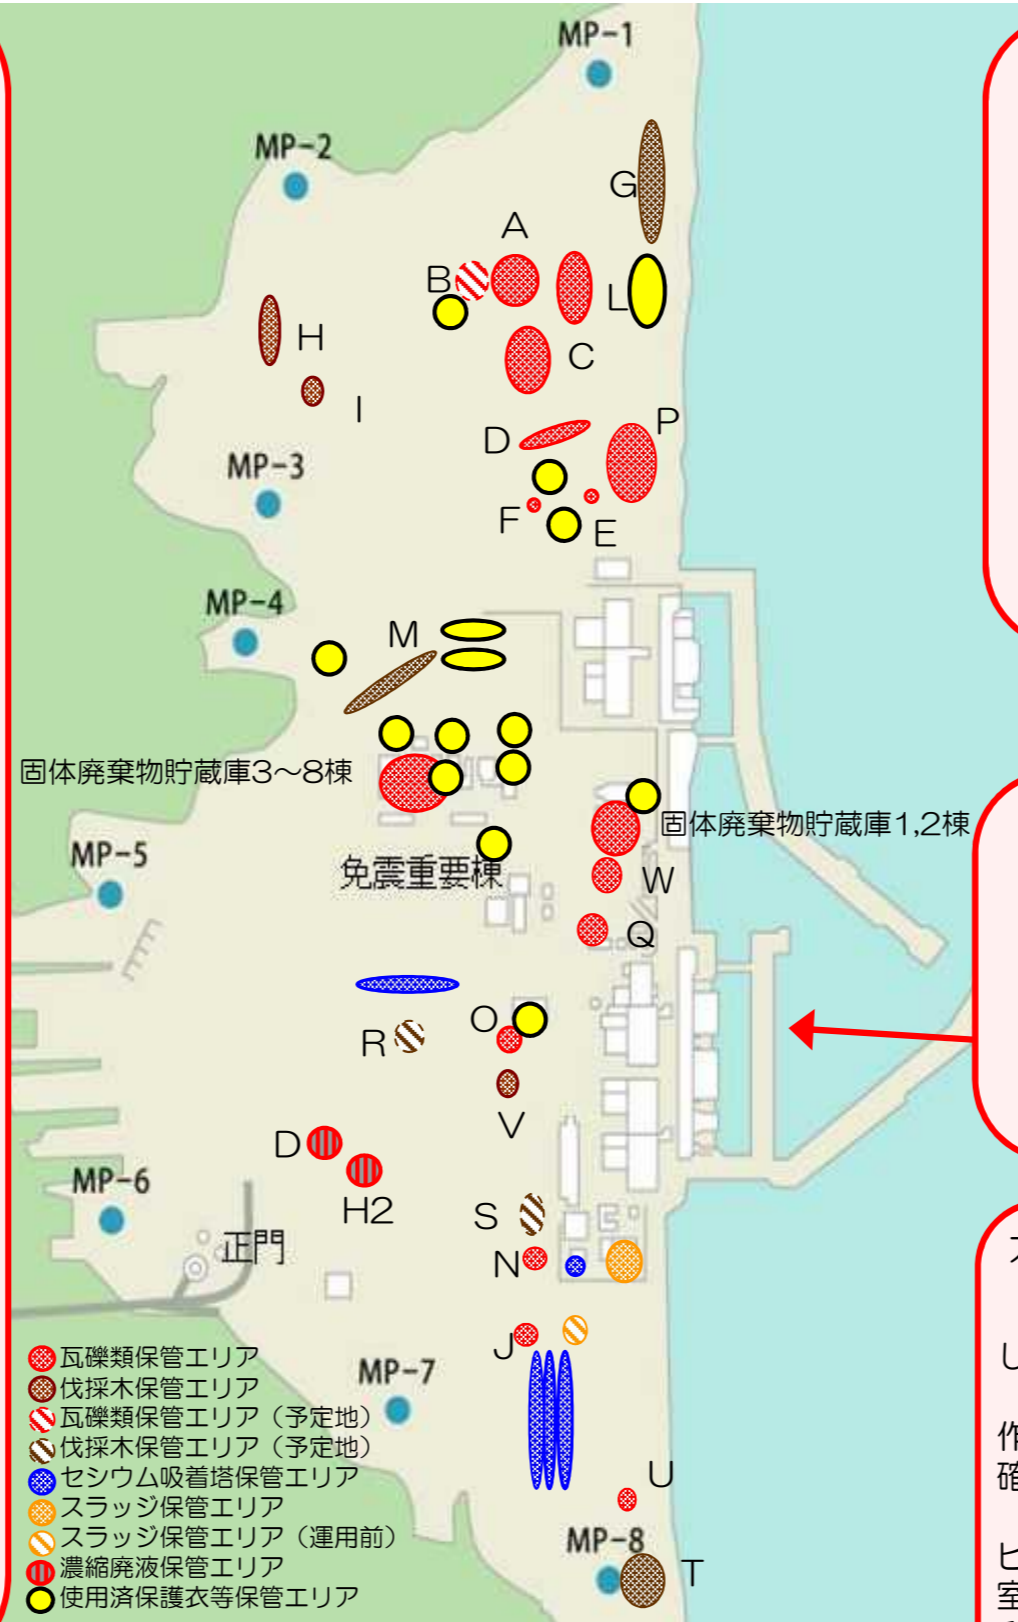 MP-1
MP-2
G
A
B
L
H
C
I
P
D
MP-3
F
E
MP-4
M
固体廃棄物貯蔵庫3～8棟
固体廃棄物貯蔵庫1,2棟
MP-5
免震重要棟
W
Q
O
R
V
D
MP-6
H2
S
正門
N
J
MP-7
U
MP-8
T
瓦礫類保管エリア
伐採木保管エリア
瓦礫類保管エリア（予定地）
伐採木保管エリア（予定地）
セシウム吸着塔保管エリア
スラッジ保管エリア
スラッジ保管エリア（運用前）
濃縮廃液保管エリア
使用済保護衣等保管エリア
し
作
確
室